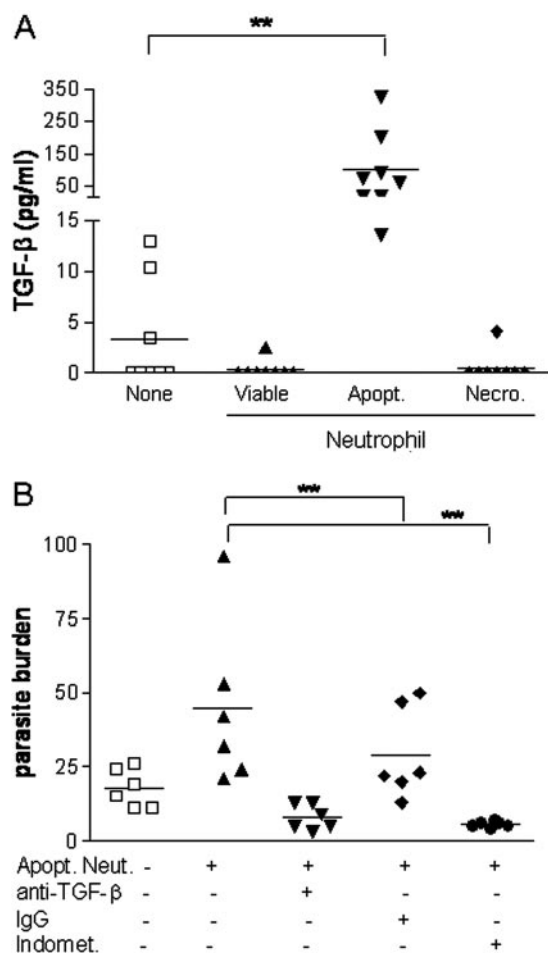 A
**
350
250
150
50
15
10
5
0
TGF-β (pg/ml)
None Viable Apopt. Necro.
Neutrophil
B
**
**
100
75
50
25
0
parasite burden
Apopt. Neut. - + + + +
anti-TGF-β - - + - -
IgG - - - + -
Indomet. - - - - +